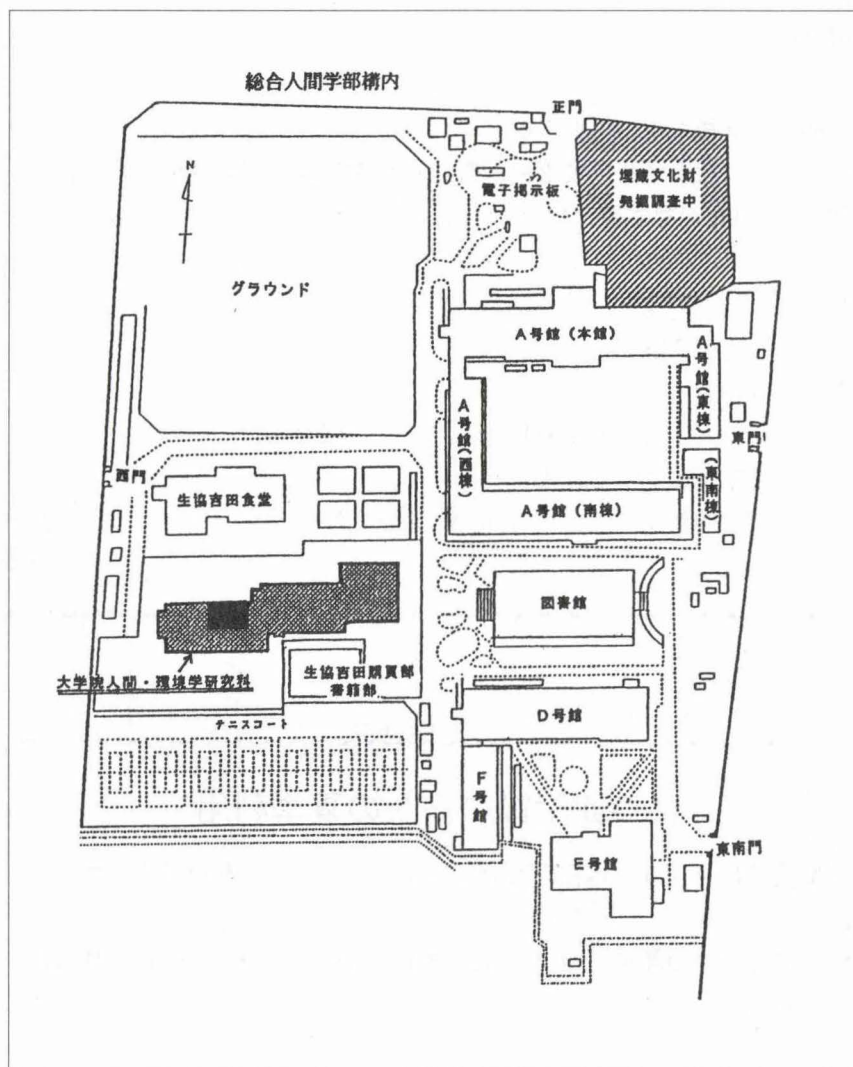 総合人間学部構内
正門
埋蔵文化財
発掘調査中
電子掲示板
N
グラウンド
A号館（本館）
A号館（東棟）
A号館（西棟）
東門
（東南棟）
西門
生協吉田食堂
A号館（南棟）
図書館
大学院人間・環境学研究科
生協吉田購買部
書籍部
テニスコート
D号館
F号館
E号館
東南門